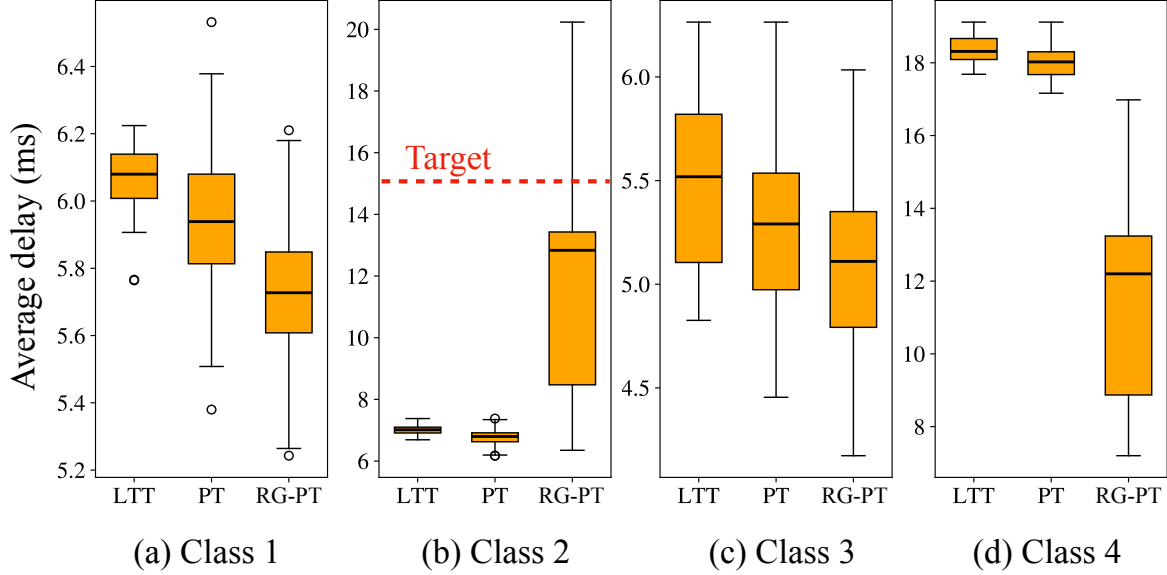 Average delay (ms)
6.4
6.2
6.0
5.8
5.6
5.4
5.2
LTT PT RG-PT
(a) Class 1
20
18
16
14
12
10
8
6
Target
LTT PT RG-PT
(b) Class 2
6.0
5.5
5.0
4.5
LTT PT RG-PT
(c) Class 3
18
16
14
12
10
8
LTT PT RG-PT
(d) Class 4